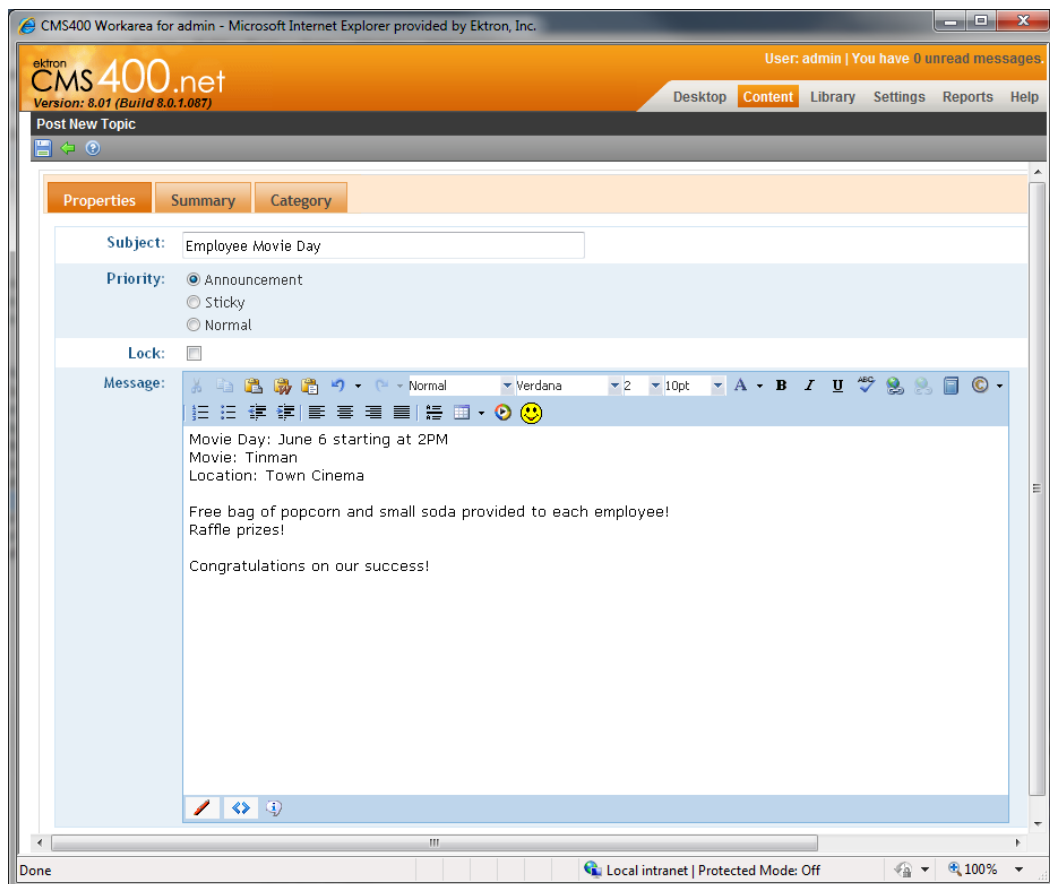 CMS400 Workarea for admin - Microsoft Internet Explorer provided by Ektron, Inc.
User: admin | You have 0 unread messages.
ektron
CMS400.net
Version: 8.01 (Build 8.0.1.087)
Desktop Content Library Settings Reports Help
Post New Topic
Properties Summary Category
Subject: Employee Movie Day
Priority: Announcement
Sticky
Normal
Lock:
Message: Normal Verdana 2 10pt A B I U ABC ©
Movie Day: June 6 starting at 2PM
Movie: Tinman
Location: Town Cinema
Free bag of popcorn and small soda provided to each employee!
Raffle prizes!
Congratulations on our success!
Done Local intranet | Protected Mode: Off 100%